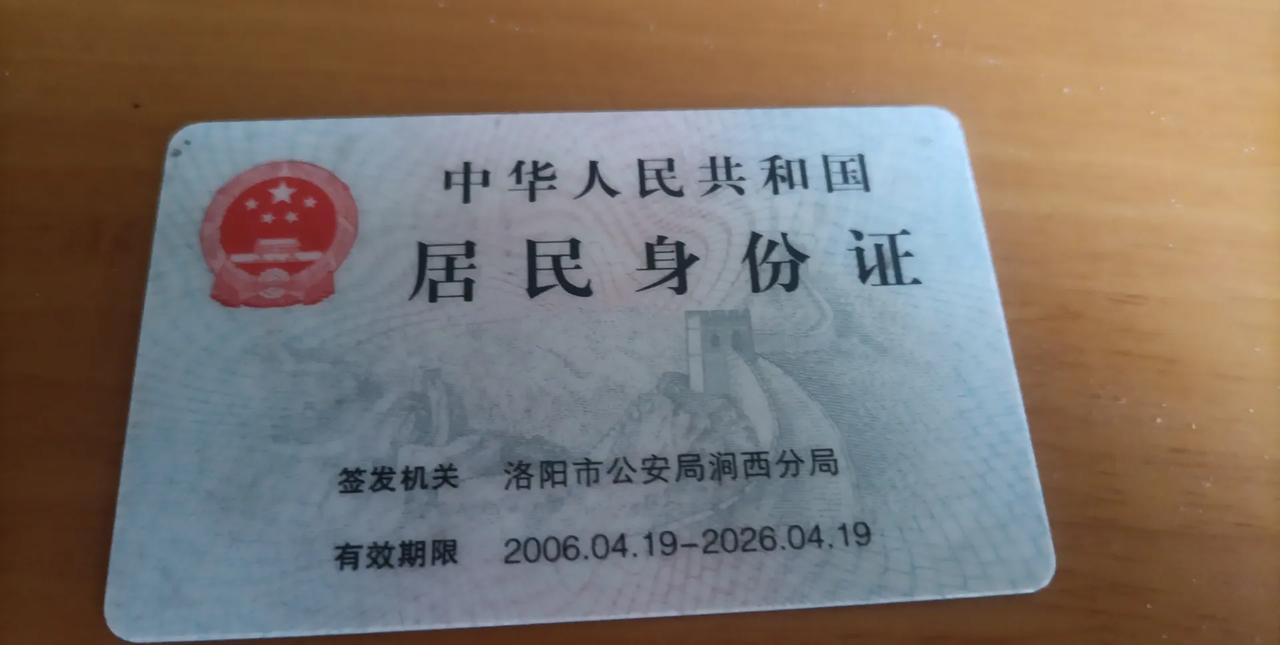 中华人民共和国
居民身份证
签发机关 洛阳市公安局涧西分局
有效期限 2006.04.19-2026.04.19